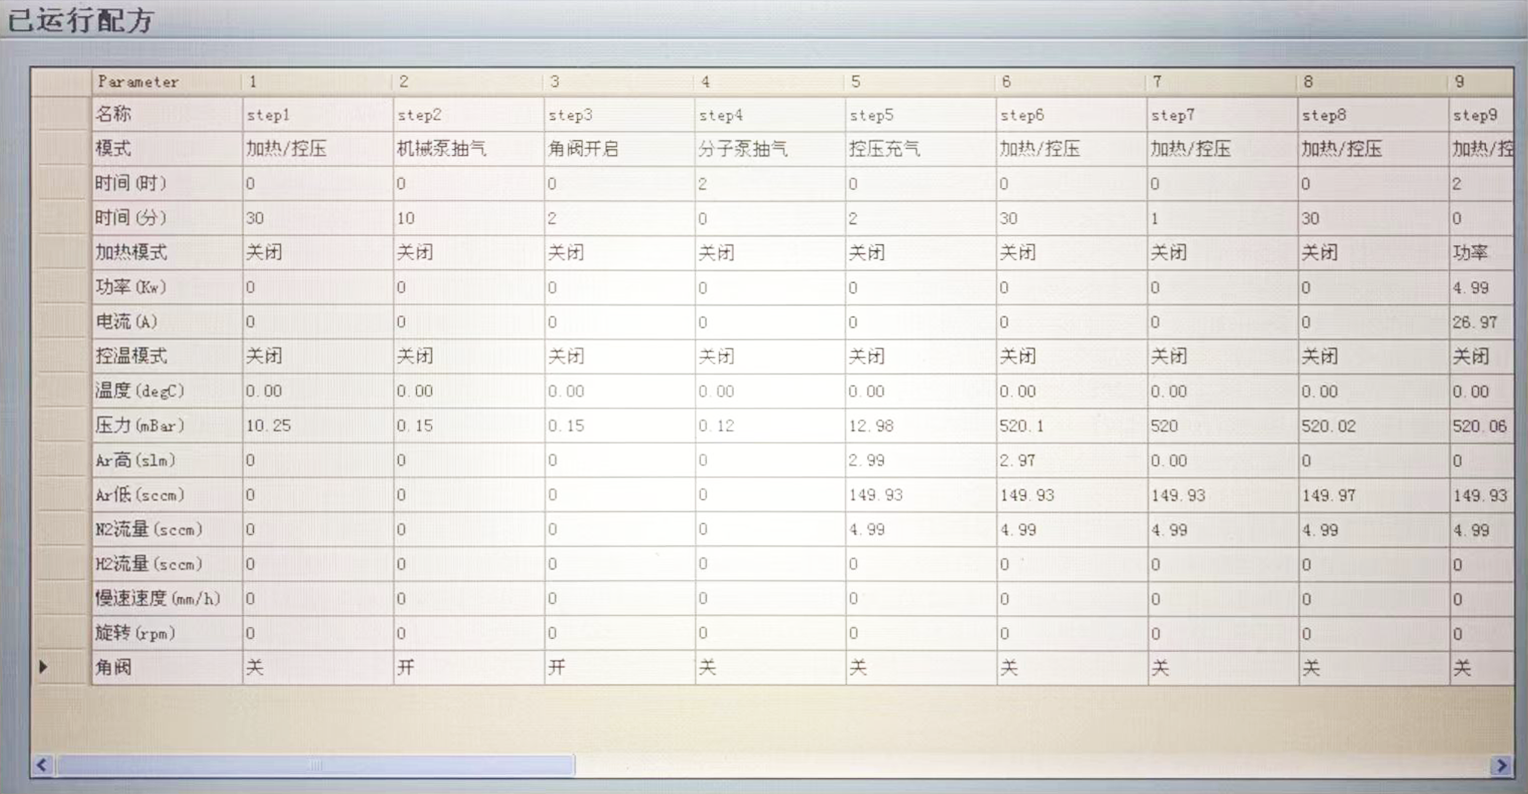 已运行配方
Parameter 1 2 3 4 5 6 7 8 9
名称 step1 step2 step3 step4 step5 step6 step7 step8 step9
模式 加热/控压 机械泵抽气 角阀开启 分子泵抽气 控压充气 加热/控压 加热/控压 加热/控压 加热/控
时间(时) 0 0 0 2 0 0 0 0 2
时间(分) 30 10 2 0 2 30 1 30 0
加热模式 关闭 关闭 关闭 关闭 关闭 关闭 关闭 关闭 功率
功率(Kw) 0 0 0 0 0 0 0 0 4.99
电流(A) 0 0 0 0 0 0 0 0 26.97
控温模式 关闭 关闭 关闭 关闭 关闭 关闭 关闭 关闭 关闭
温度(degC) 0.00 0.00 0.00 0.00 0.00 0.00 0.00 0.00 0.00
压力(mBar) 10.25 0.15 0.15 0.12 12.98 520.1 520 520.02 520.06
Ar高(slm) 0 0 0 0 2.99 2.97 0.00 0 0
Ar低(sccm) 0 0 0 0 149.93 149.93 149.93 149.97 149.93
N2流量(sccm) 0 0 0 0 4.99 4.99 4.99 4.99 4.99
H2流量(sccm) 0 0 0 0 0 0 0 0 0
慢速速度(mm/h) 0 0 0 0 0 0 0 0 0
旋转(rpm) 0 0 0 0 0 0 0 0 0
角阀 关 开 开 关 关 关 关 关 关